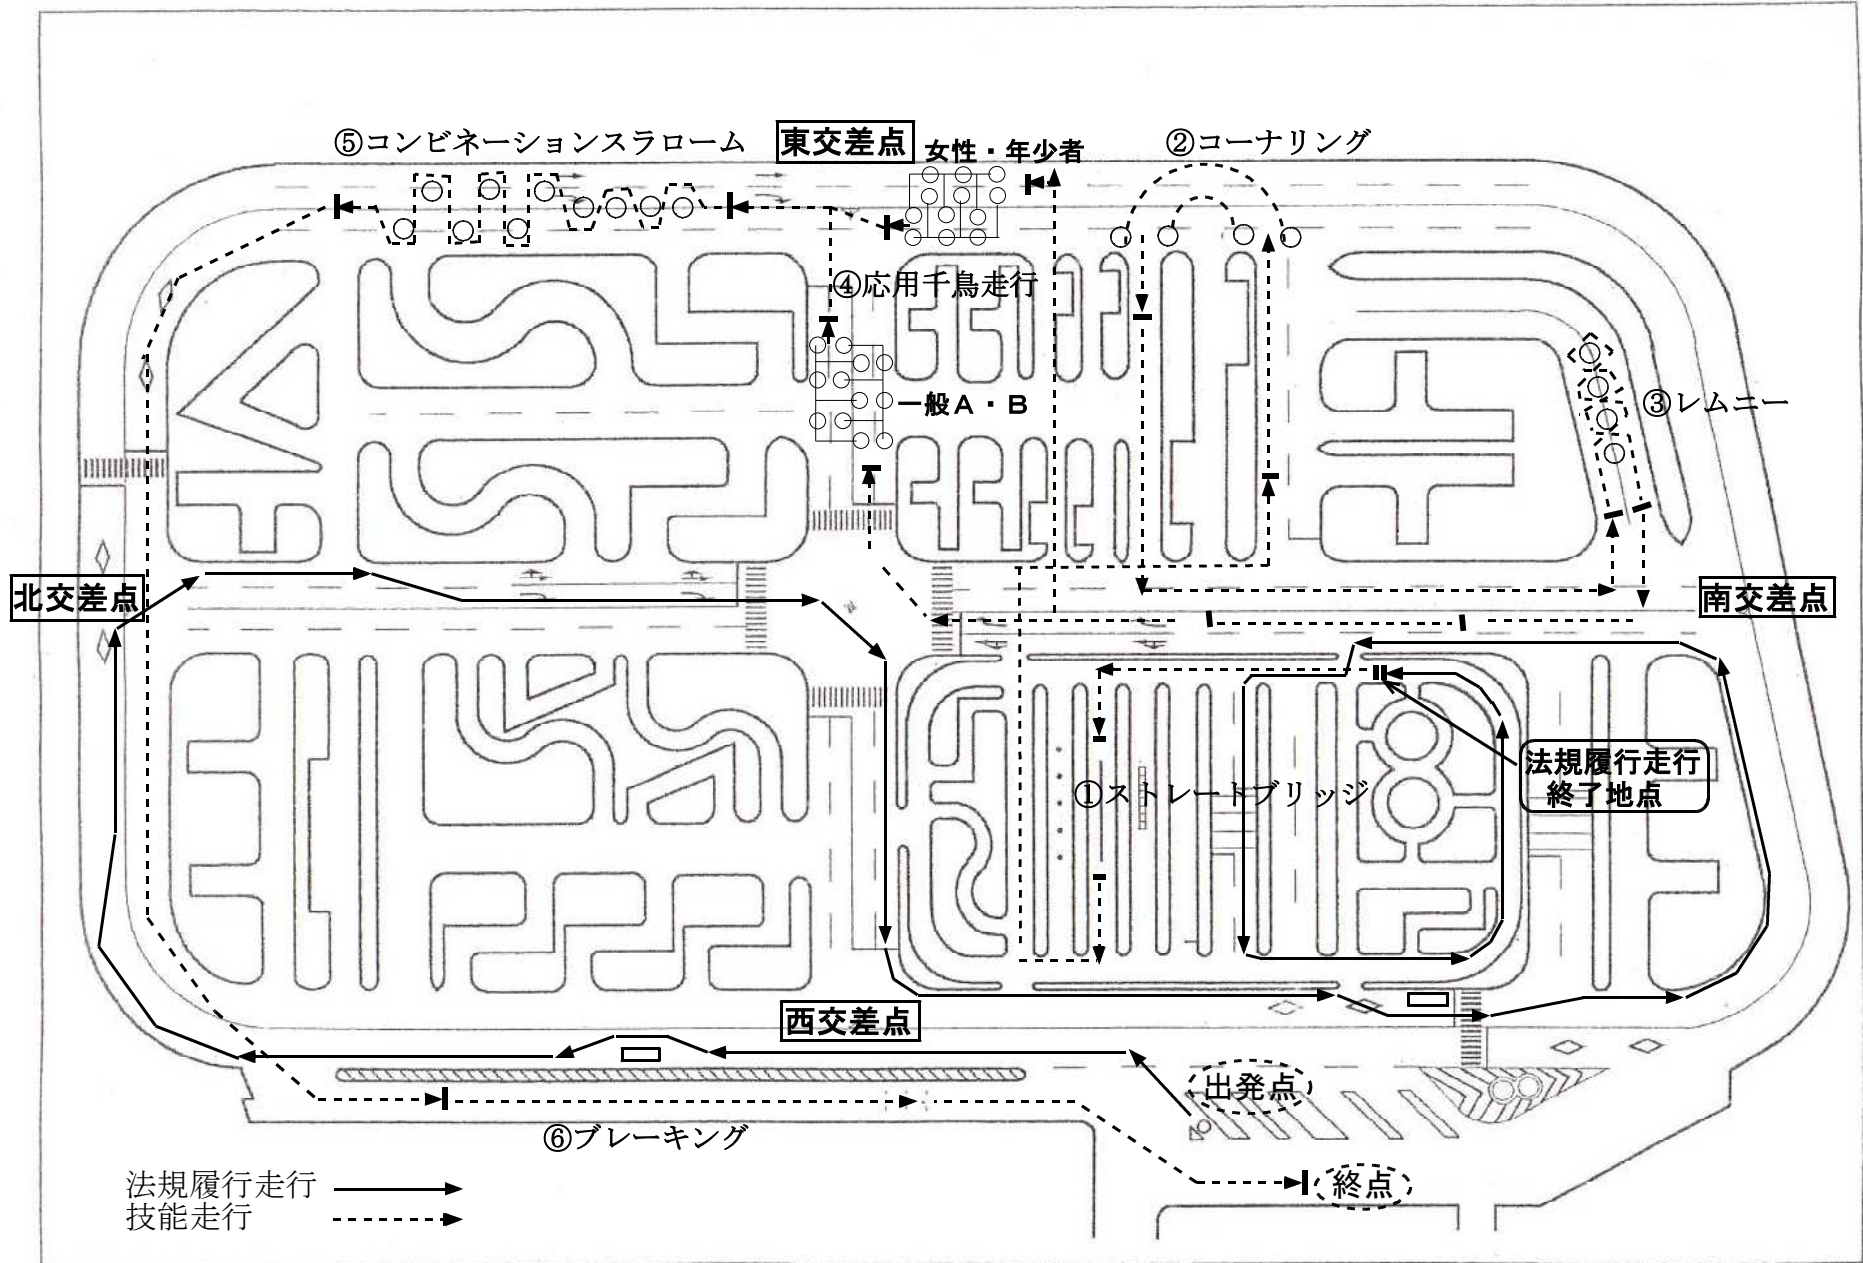 ⑤コンビネーションスラローム
東交差点
女性・年少者
②コーナリング
④応用千鳥走行
一般A・B
③レムニー
北交差点
南交差点
法規履行走行
終了地点
①ストレートブリッジ
西交差点
出発点
⑥ブレーキング
終点
法規履行走行
技能走行